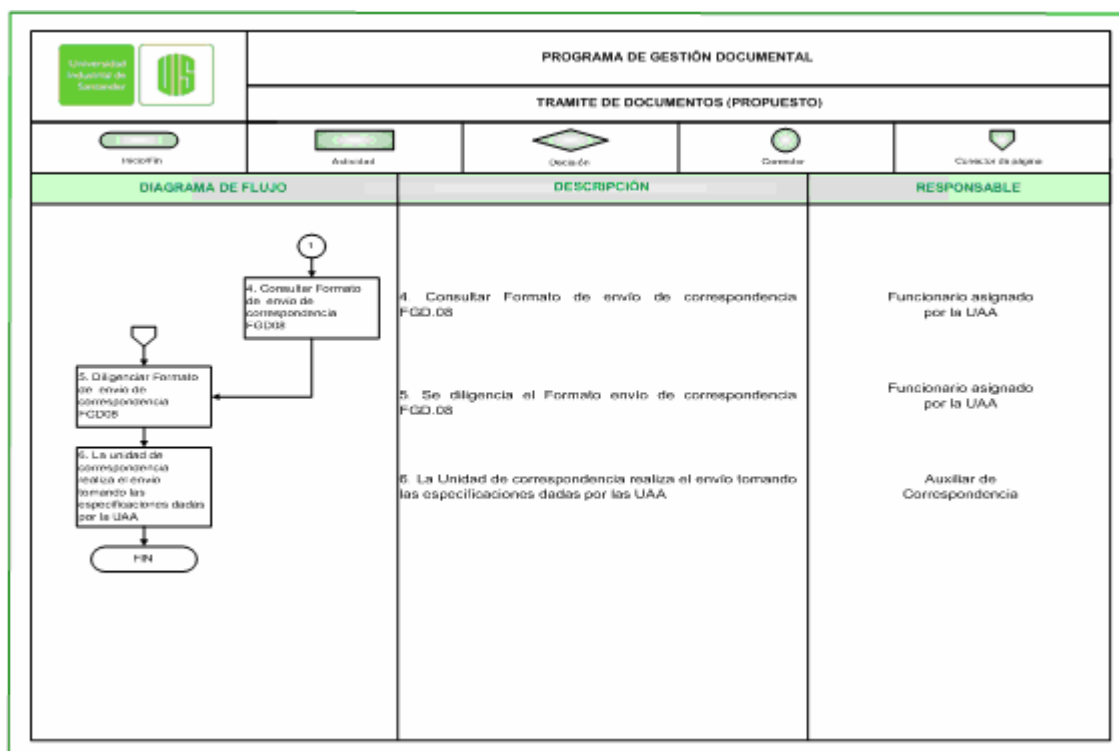 Universidad
Industrial de
Santander
UIS
PROGRAMA DE GESTIÓN DOCUMENTAL
TRAMITE DE DOCUMENTOS (PROPUESTO)
Inicio/Fin
Actividad
Decisión
Conector
Conector de página
DIAGRAMA DE FLUJO
DESCRIPCIÓN
RESPONSABLE
1
4. Consultar Formato
de envio de
correspondencia
FGD08
4. Consultar Formato de envío de correspondencia
FGD.08
Funcionario asignado
por la UAA
5. Diligenciar Formato
de envio de
correspondencia
FGD08
5. Se diligencia el Formato envío de correspondencia
FGD.08
Funcionario asignado
por la UAA
6. La unidad de
correspondencia
realiza el envio
tomando las
especificaciones dadas
por la UAA
6. La Unidad de correspondencia realiza el envío tomando
las especificaciones dadas por las UAA
Auxiliar de
Correspondencia
FIN